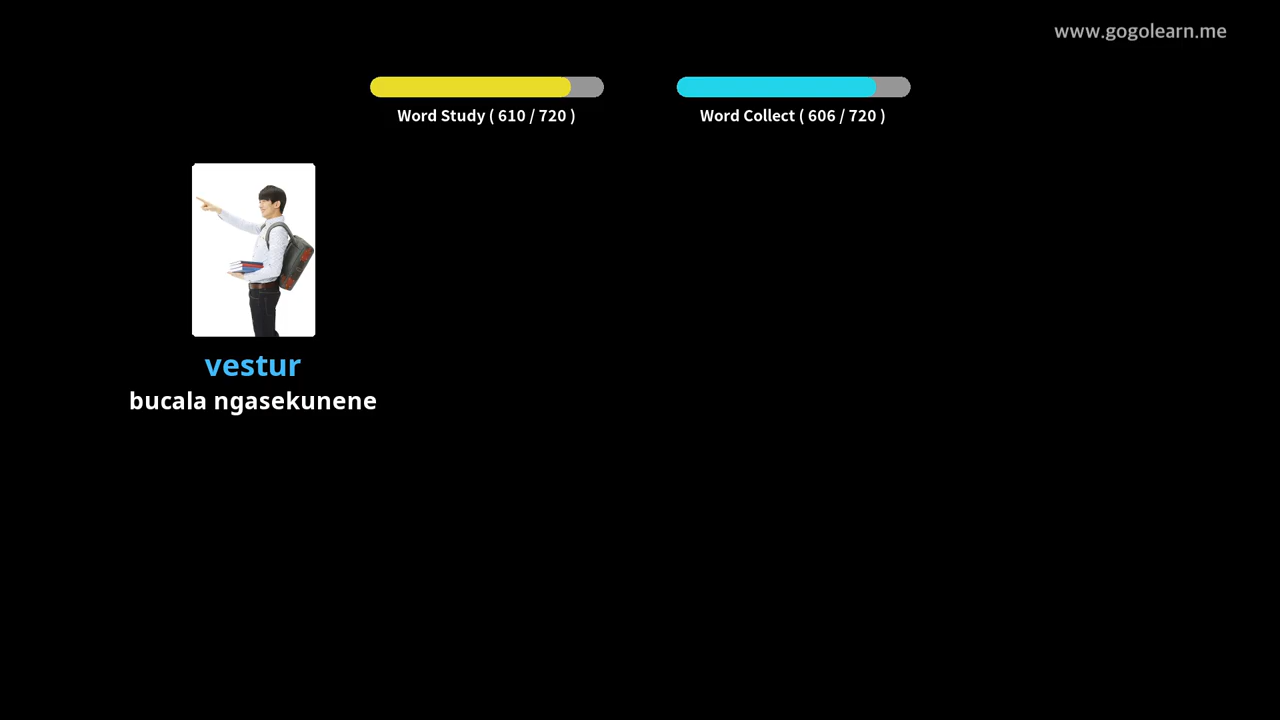 www.gogolearn.me
Word Study ( 610 / 720 )
Word Collect ( 606 / 720 )
vestur
bucala ngasekunene